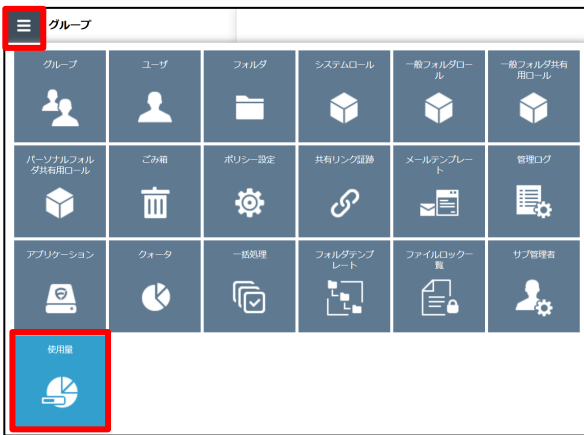 グループ
グループ
ユーザ
フォルダ
システムロール
一般フォルダロー
ル
一般フォルダ共有
用ロール
パーソナルフォル
ダ共有用ロール
ごみ箱
ポリシー設定
共有リンク証跡
メールテンプレー
ト
管理ログ
アプリケーション
クォータ
一括処理
フォルダテンプ
レート
ファイルロック一
覧
サブ管理者
使用量